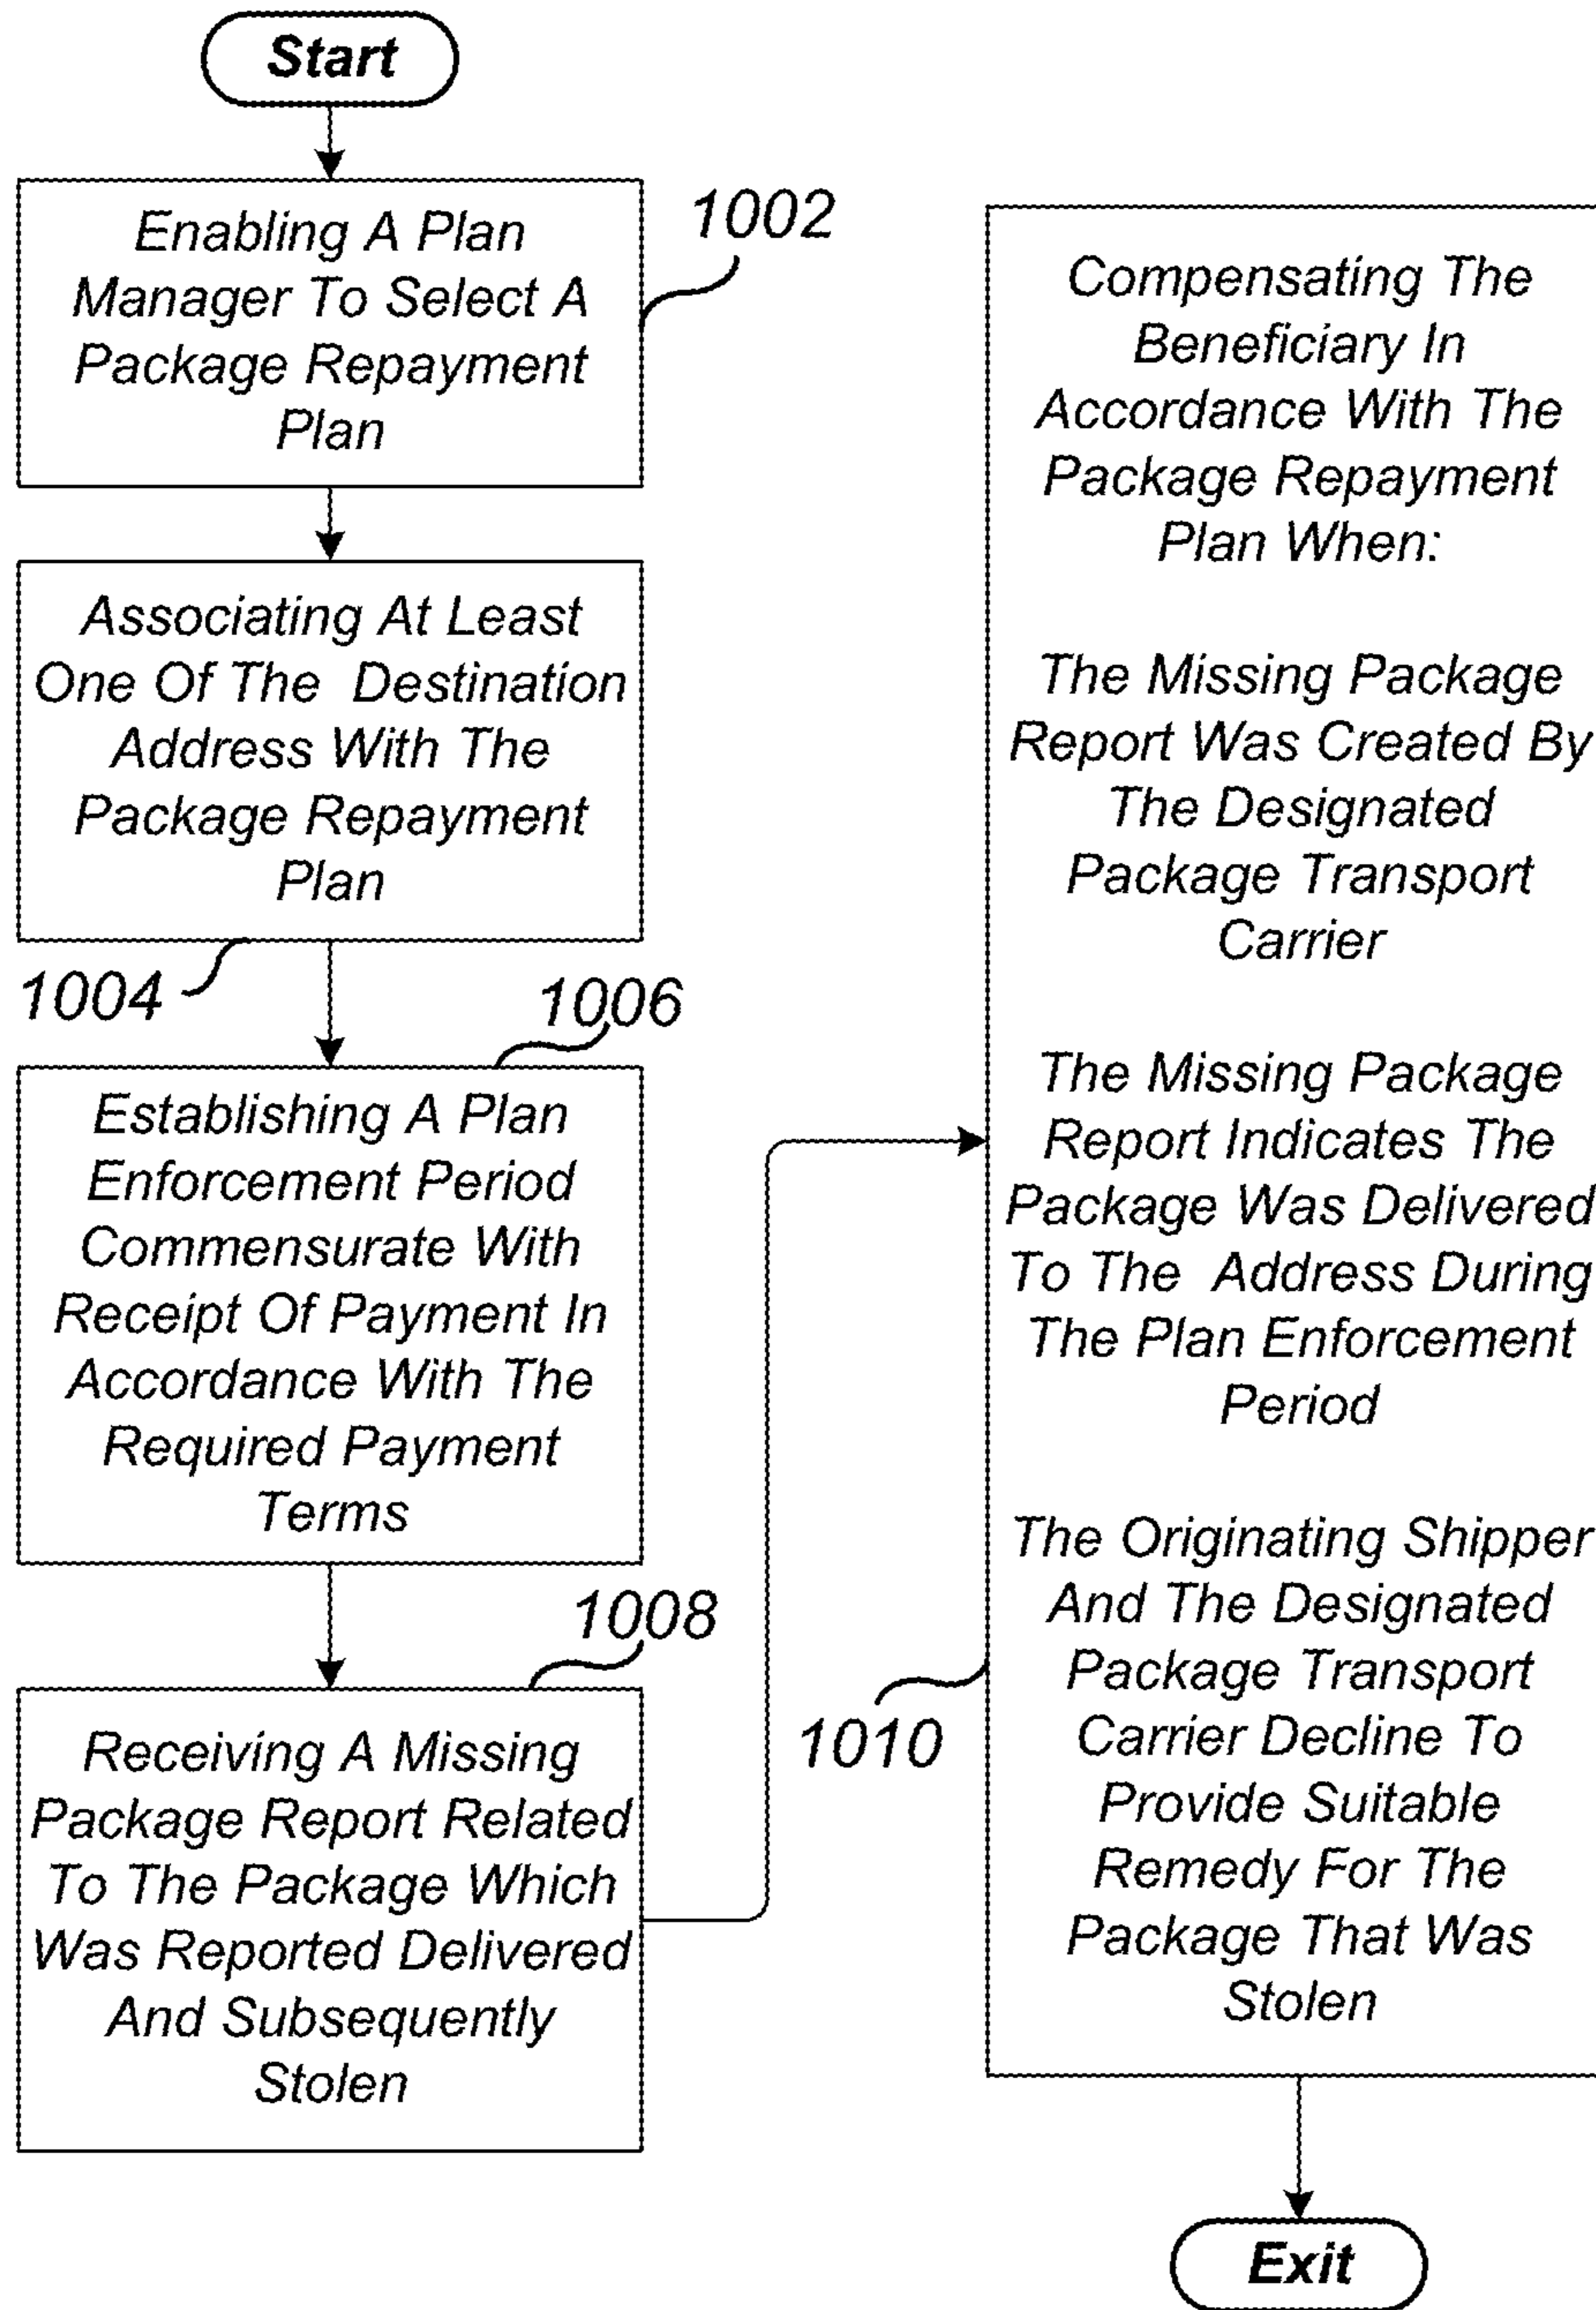 Start
Enabling A Plan
Manager To Select A
Package Repayment
Plan
1002
Associating At Least
One Of The Destination
Address With The
Package Repayment
Plan
1004
1006
Establishing A Plan
Enforcement Period
Commensurate With
Receipt Of Payment In
Accordance With The
Required Payment
Terms
1008
Receiving A Missing
Package Report Related
To The Package Which
Was Reported Delivered
And Subsequently
Stolen
Compensating The
Beneficiary In
Accordance With The
Package Repayment
Plan When:
The Missing Package
Report Was Created By
The Designated
Package Transport
Carrier
The Missing Package
Report Indicates The
Package Was Delivered
To The Address During
The Plan Enforcement
Period
The Originating Shipper
And The Designated
Package Transport
Carrier Decline To
Provide Suitable
Remedy For The
Package That Was
Stolen
1010
Exit